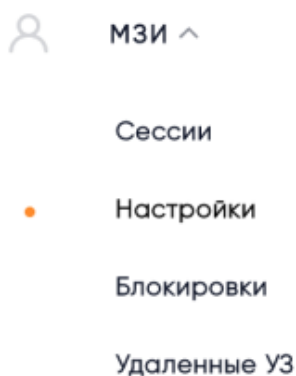 МЗИ
Сессии
Настройки
Блокировки
Удаленные УЗ